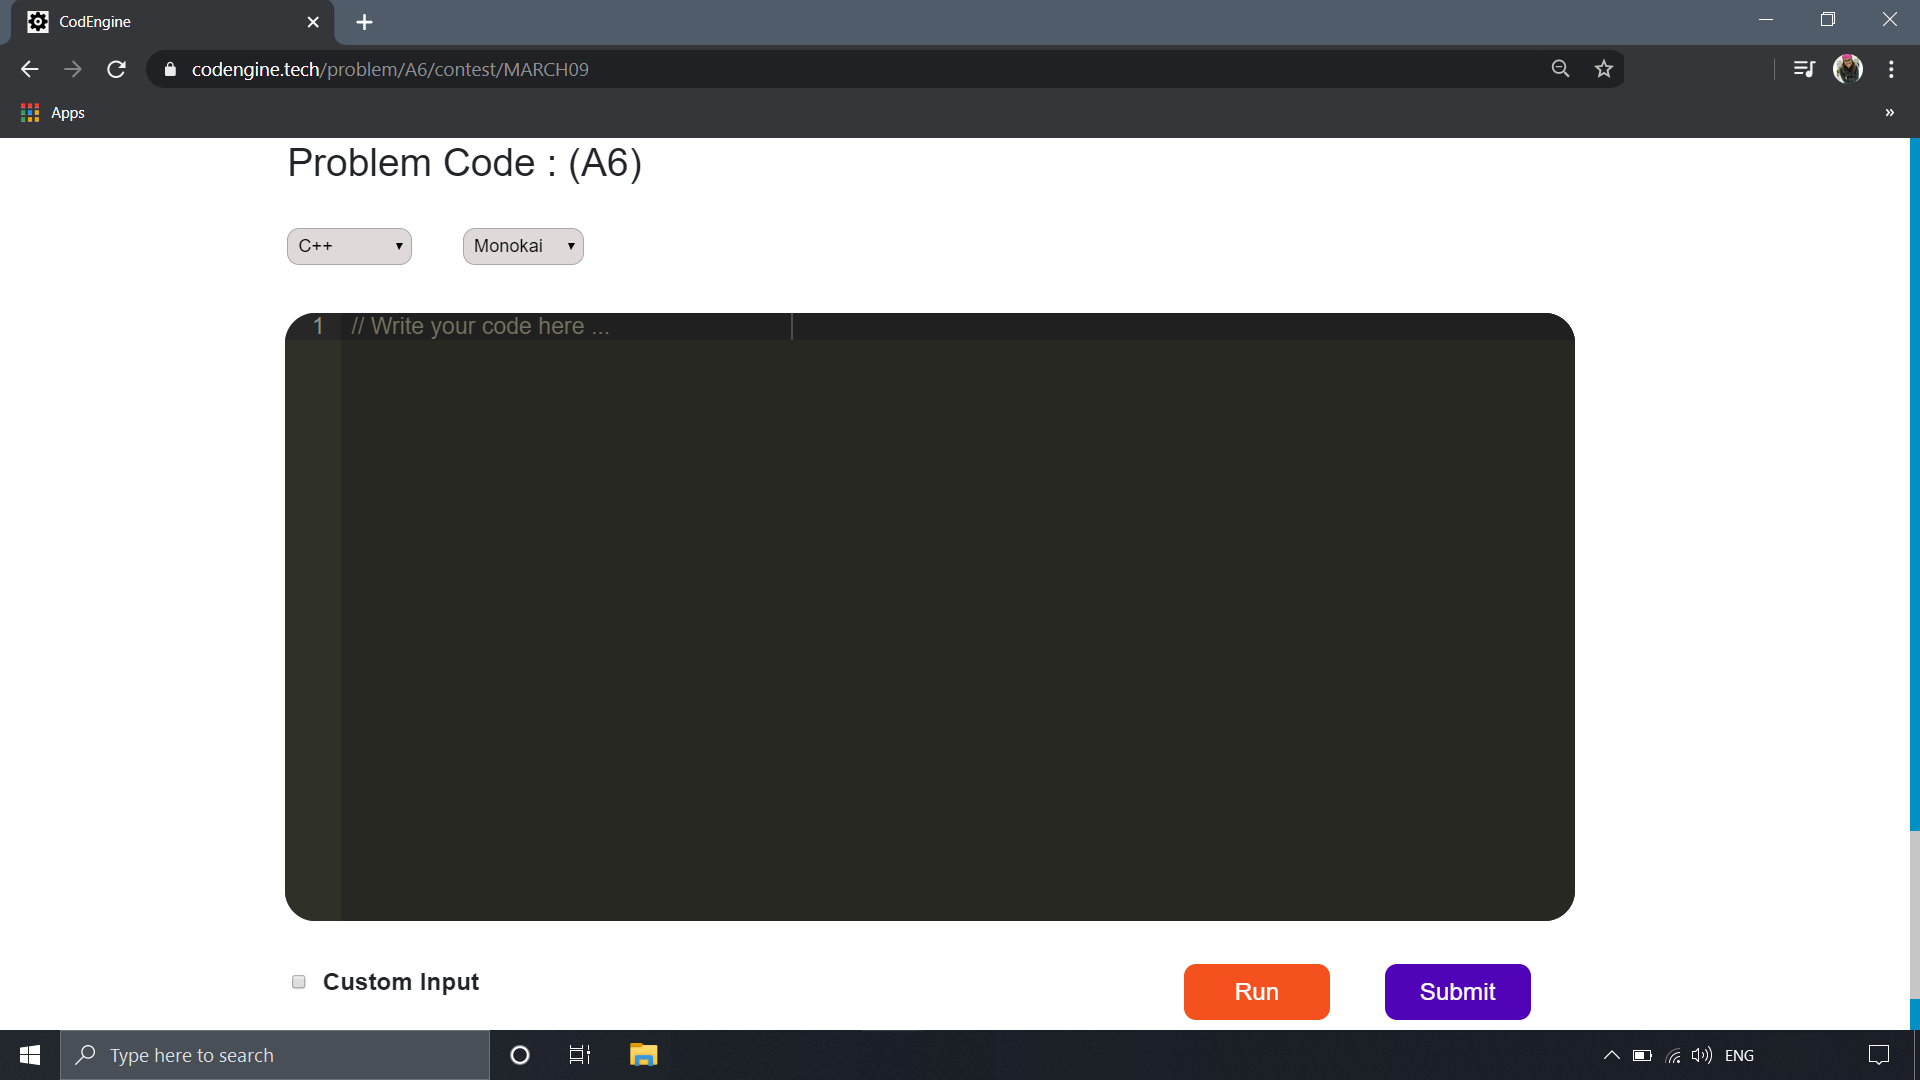 CodEngine
codengine.tech/problem/A6/contest/MARCH09
Apps
»
Problem Code : (A6)
C++
Monokai
1 // Write your code here ...
Custom Input
Run
Submit
Type here to search
ENG